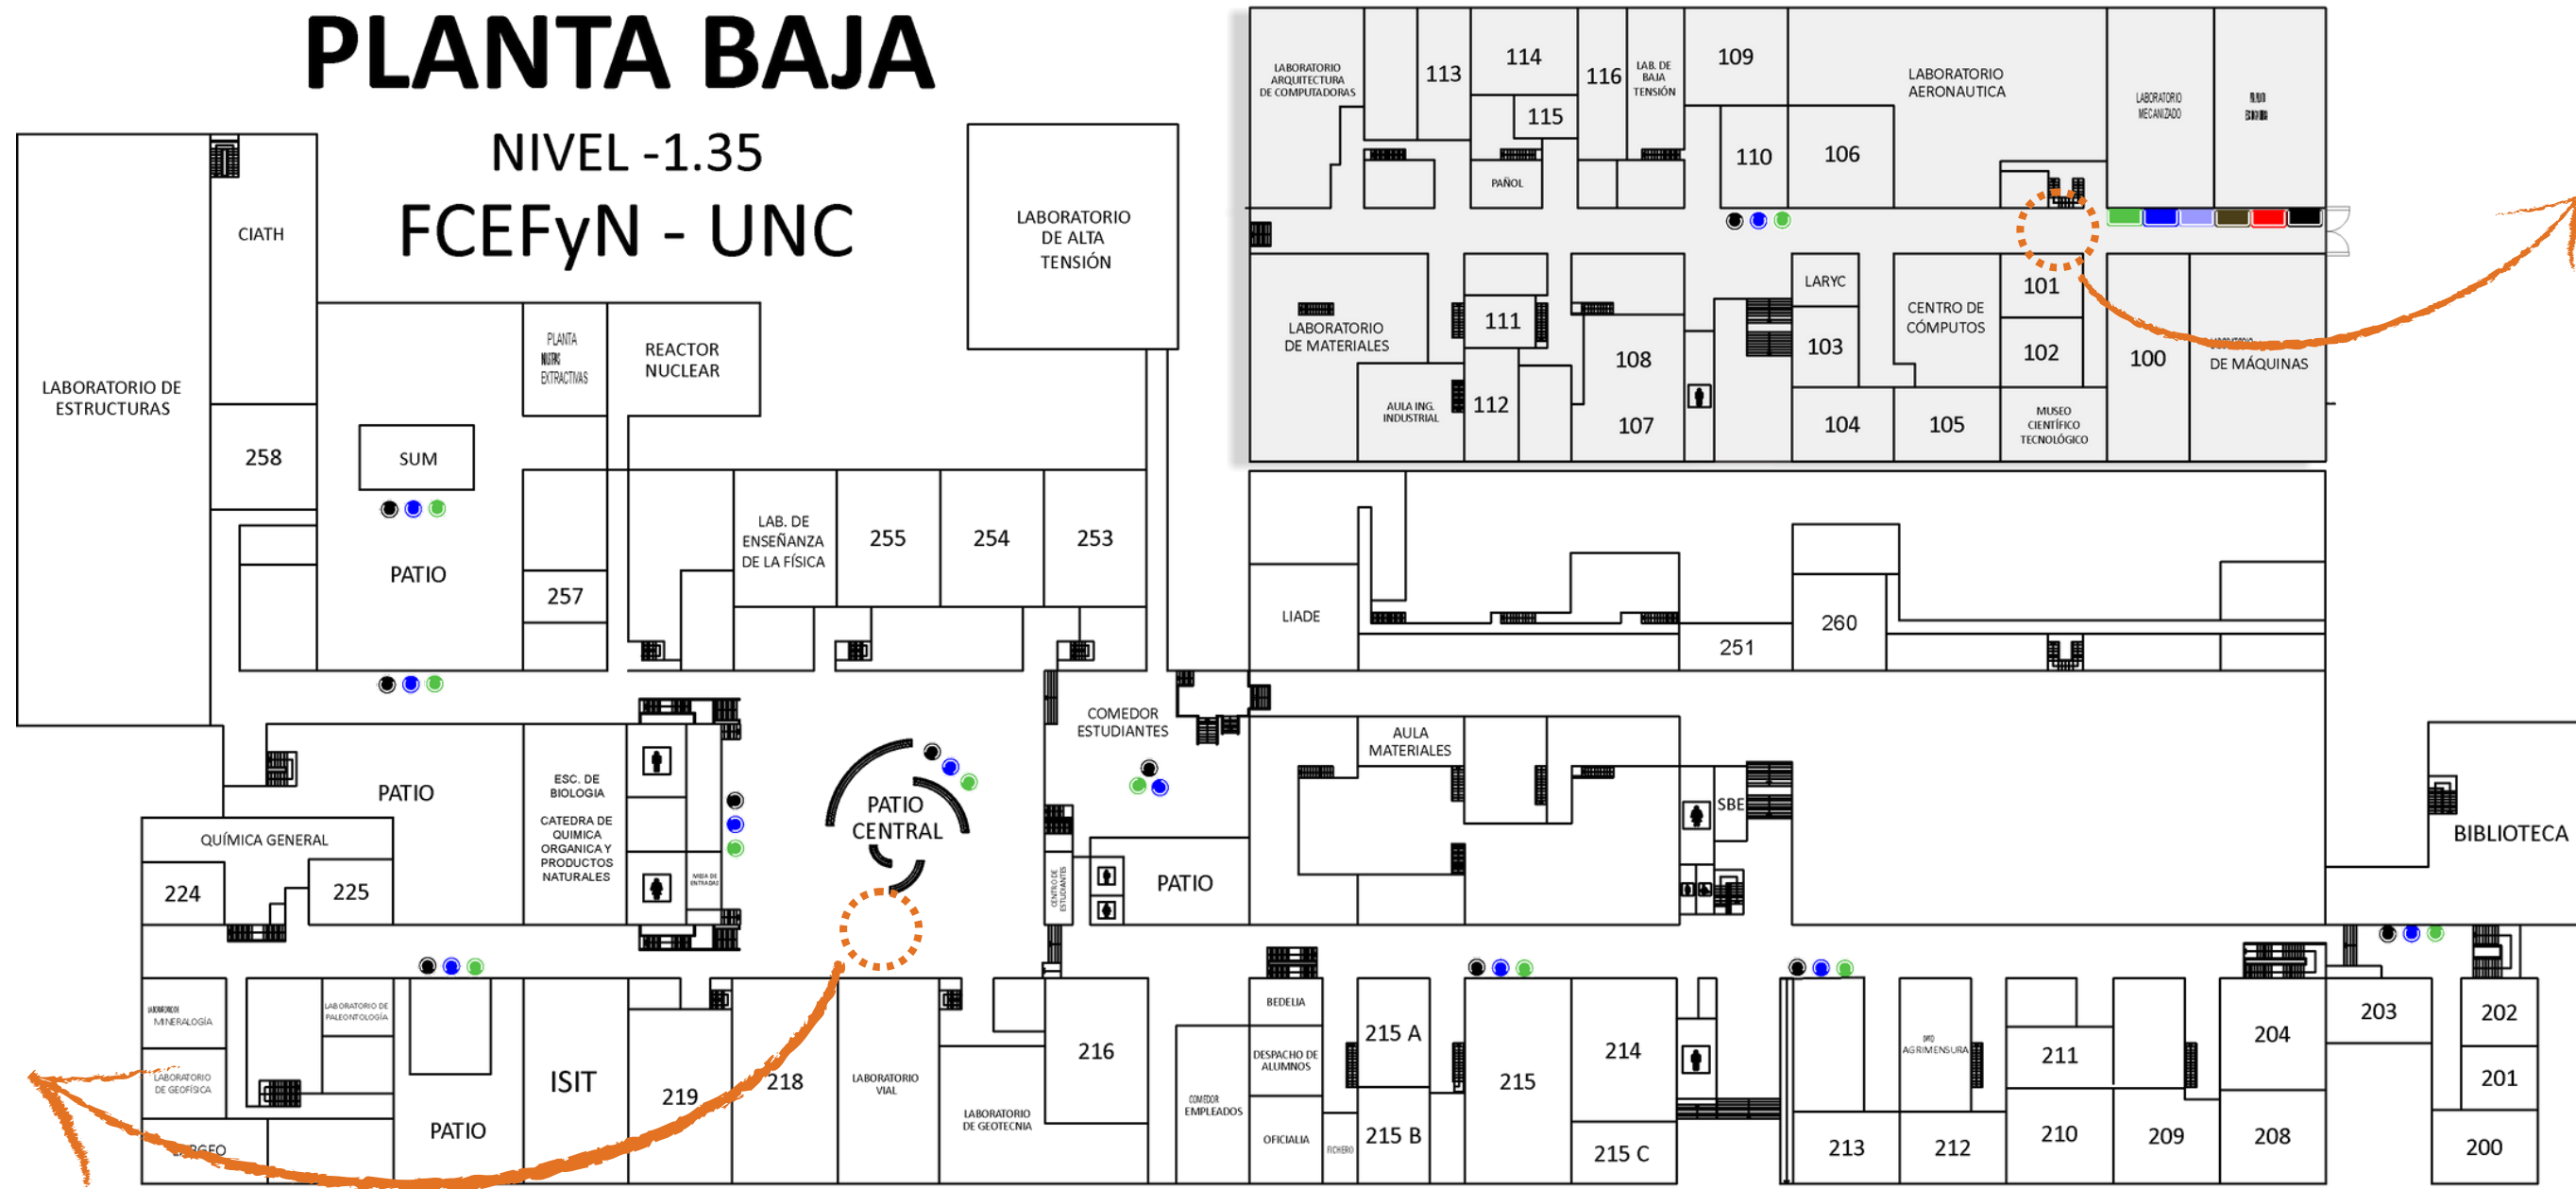 PLANTA BAJA
NIVEL -1.35
FCEFyN - UNC
LABORATORIO
ARQUITECTURA
DE COMPUTADORAS
113
114
115
116
LAB. DE
BAJA
TENSIÓN
109
110
106
LABORATORIO
AERONAUTICA
LABORATORIO
MECANIZADO
PAÑOL
LABORATORIO
DE MATERIALES
AULA ING.
INDUSTRIAL
111
112
108
107
LARYC
103
104
CENTRO DE
CÓMPUTOS
105
101
102
MUSEO
CIENTÍFICO
TECNOLÓGICO
100
DE MÁQUINAS
LABORATORIO DE
ESTRUCTURAS
CIATH
258
SUM
PATIO
PLANTA
EXTRACTIVAS
REACTOR
NUCLEAR
LABORATORIO
DE ALTA
TENSIÓN
257
LAB. DE
ENSEÑANZA
DE LA FÍSICA
255
254
253
LIADE
251
260
COMEDOR
ESTUDIANTES
AULA
MATERIALES
SBE
BIBLIOTECA
PATIO
ESC. DE
BIOLOGIA
CATEDRA DE
QUIMICA
ORGANICA Y
PRODUCTOS
NATURALES
MESA DE
ENTRADAS
PATIO
CENTRAL
CENTRO DE
ESTUDIANTES
PATIO
QUÍMICA GENERAL
224
225
MINERALOGÍA
LABORATORIO
DE GEOFÍSICA
LABORATORIO DE
PALEONTOLOGÍA
PATIO
ISIT
219
218
LABORATORIO
VIAL
LABORATORIO
DE GEOTECNIA
216
COMEDOR
EMPLEADOS
BEDELIA
DESPACHO DE
ALUMNOS
OFICIALIA
FICHERO
215 A
215 B
215
214
215 C
213
AGRIMENSURA
212
211
210
209
204
208
203
202
201
200